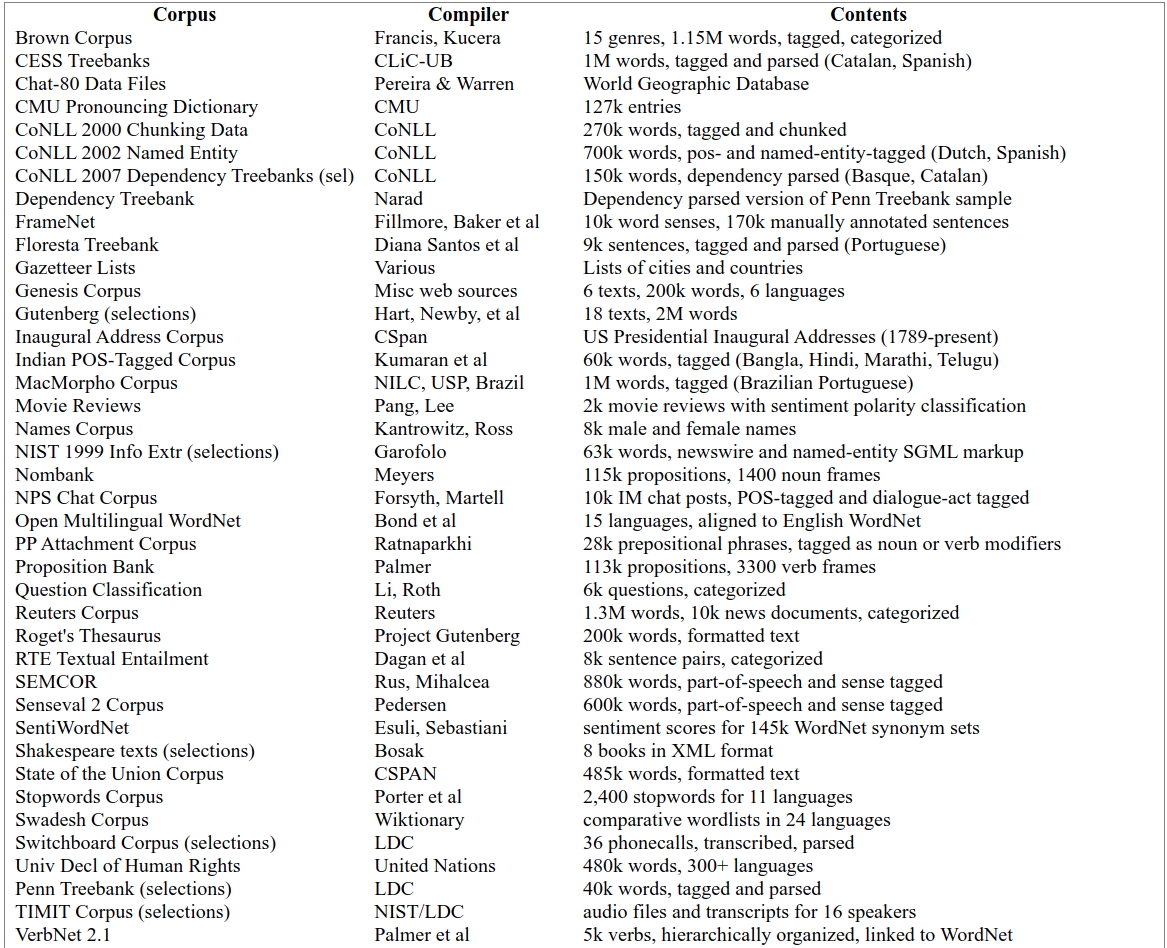 Corpus Compiler Contents
Brown Corpus Francis, Kucera 15 genres, 1.15M words, tagged, categorized
CESS Treebanks CLiC-UB 1M words, tagged and parsed (Catalan, Spanish)
Chat-80 Data Files Pereira & Warren World Geographic Database
CMU Pronouncing Dictionary CMU 127k entries
CoNLL 2000 Chunking Data CoNLL 270k words, tagged and chunked
CoNLL 2002 Named Entity CoNLL 700k words, pos- and named-entity-tagged (Dutch, Spanish)
CoNLL 2007 Dependency Treebanks (sel) CoNLL 150k words, dependency parsed (Basque, Catalan)
Dependency Treebank Narad Dependency parsed version of Penn Treebank sample
FrameNet Fillmore, Baker et al 10k word senses, 170k manually annotated sentences
Floresta Treebank Diana Santos et al 9k sentences, tagged and parsed (Portuguese)
Gazetteer Lists Various Lists of cities and countries
Genesis Corpus Misc web sources 6 texts, 200k words, 6 languages
Gutenberg (selections) Hart, Newby, et al 18 texts, 2M words
Inaugural Address Corpus CSpan US Presidential Inaugural Addresses (1789-present)
Indian POS-Tagged Corpus Kumaran et al 60k words, tagged (Bangla, Hindi, Marathi, Telugu)
MacMorpho Corpus NILC, USP, Brazil 1M words, tagged (Brazilian Portuguese)
Movie Reviews Pang, Lee 2k movie reviews with sentiment polarity classification
Names Corpus Kantrowitz, Ross 8k male and female names
NIST 1999 Info Extr (selections) Garofolo 63k words, newswire and named-entity SGML markup
Nombank Meyers 115k propositions, 1400 noun frames
NPS Chat Corpus Forsyth, Martell 10k IM chat posts, POS-tagged and dialogue-act tagged
Open Multilingual WordNet Bond et al 15 languages, aligned to English WordNet
PP Attachment Corpus Ratnaparkhi 28k prepositional phrases, tagged as noun or verb modifiers
Proposition Bank Palmer 113k propositions, 3300 verb frames
Question Classification Li, Roth 6k questions, categorized
Reuters Corpus Reuters 1.3M words, 10k news documents, categorized
Roget's Thesaurus Project Gutenberg 200k words, formatted text
RTE Textual Entailment Dagan et al 8k sentence pairs, categorized
SEMCOR Rus, Mihalcea 880k words, part-of-speech and sense tagged
Senseval 2 Corpus Pedersen 600k words, part-of-speech and sense tagged
SentiWordNet Esuli, Sebastiani sentiment scores for 145k WordNet synonym sets
Shakespeare texts (selections) Bosak 8 books in XML format
State of the Union Corpus CSPAN 485k words, formatted text
Stopwords Corpus Porter et al 2,400 stopwords for 11 languages
Swadesh Corpus Wiktionary comparative wordlists in 24 languages
Switchboard Corpus (selections) LDC 36 phonecalls, transcribed, parsed
Univ Decl of Human Rights United Nations 480k words, 300+ languages
Penn Treebank (selections) LDC 40k words, tagged and parsed
TIMIT Corpus (selections) NIST/LDC audio files and transcripts for 16 speakers
VerbNet 2.1 Palmer et al 5k verbs, hierarchically organized, linked to WordNet